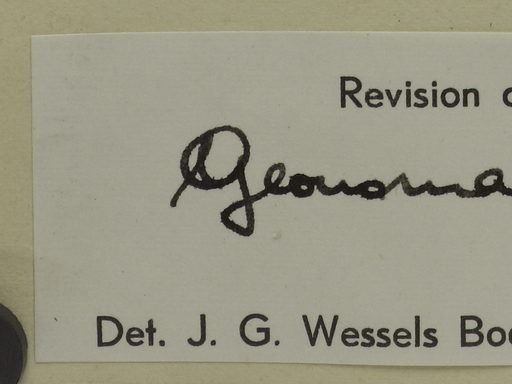 Revision
Geonoma
Det. J. G. Wessels